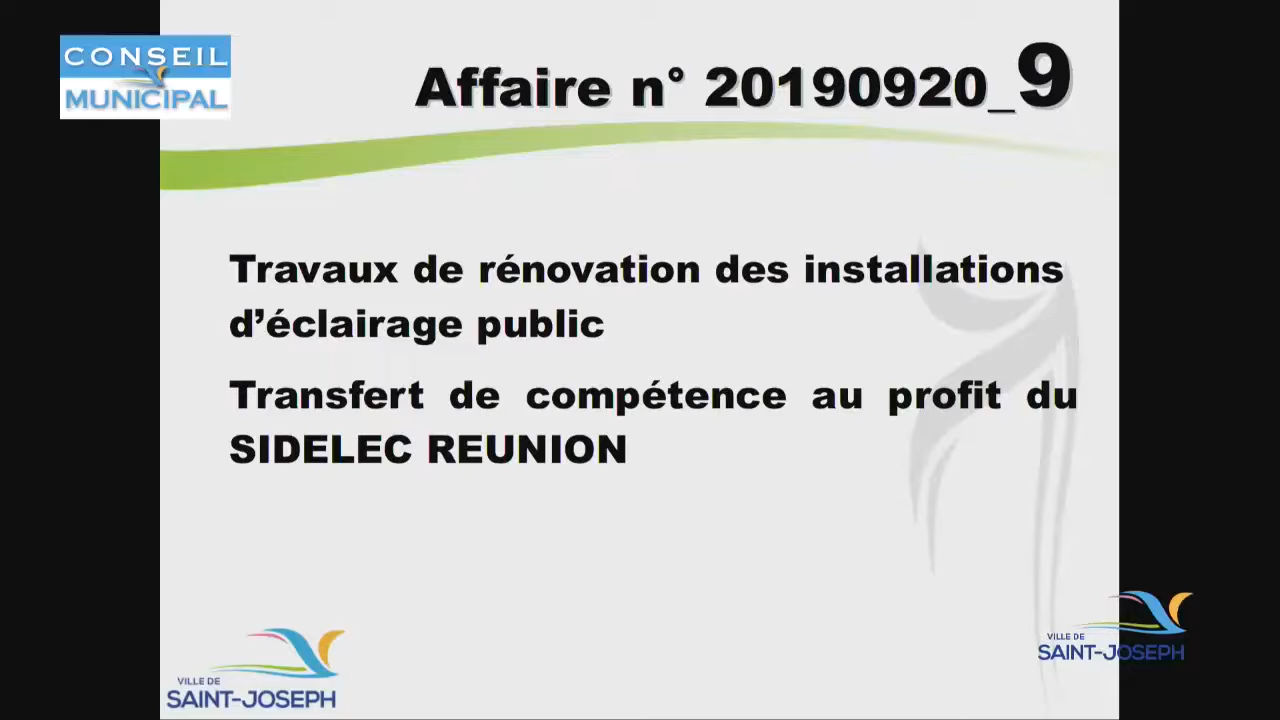 CONSEIL
MUNICIPAL
Affaire n° 20190920_9
Travaux de rénovation des installations
d’éclairage public
Transfert de compétence au profit du
SIDELEC REUNION
VILLE DE
SAINT-JOSEPH
VILLE DE
SAINT-JOSEPH